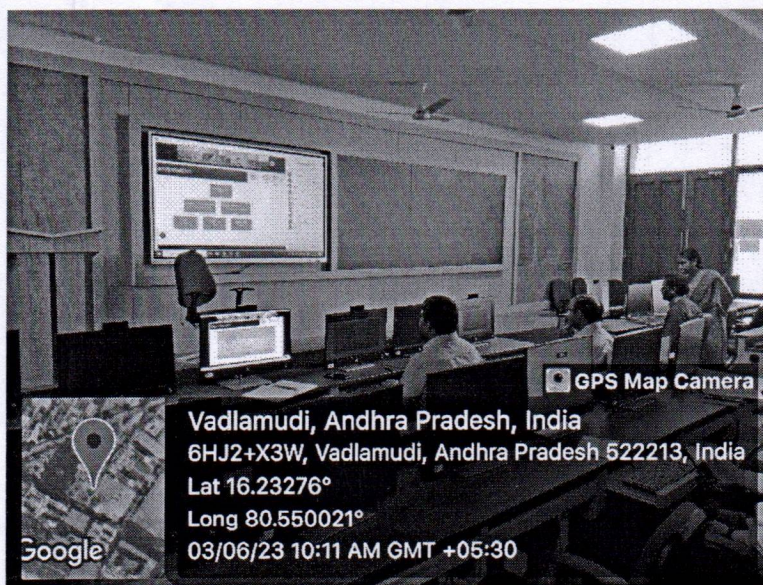 GPS Map Camera
Vadlamudi, Andhra Pradesh, India
6HJ2+X3W, Vadlamudi, Andhra Pradesh 522213, India
Lat 16.23276°
Long 80.550021°
03/06/23 10:11 AM GMT +05:30
Google